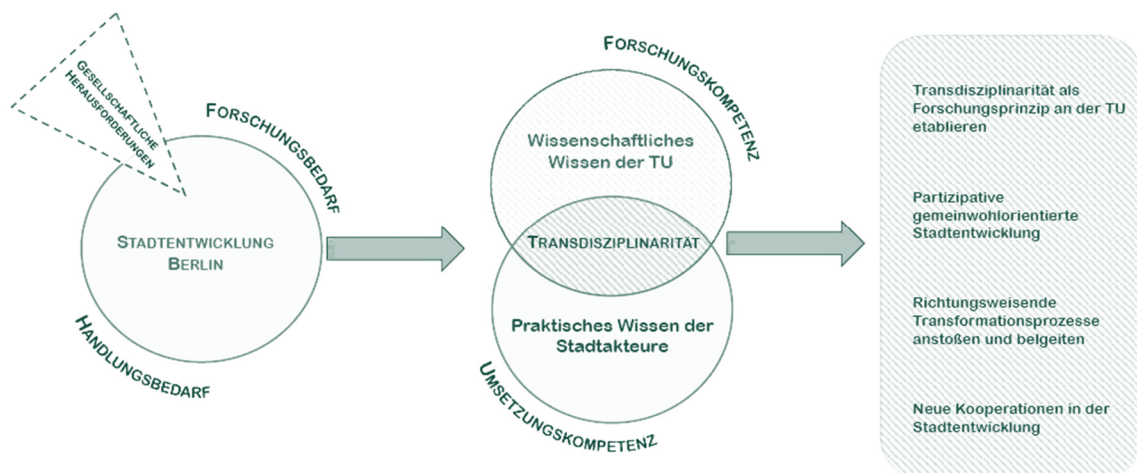 GESELLSCHAFTLICHE
HERAUSFORDERUNGEN
FORSCHUNGSBEDARF
STADTENTWICKLUNG
BERLIN
HANDLUNGSBEDARF
FORSCHUNGSKOMPETENZ
Wissenschaftliches
Wissen der TU
TRANSDISZIPLINARITÄT
Praktisches Wissen der
Stadtakteure
UMSETZUNGSKOMPETENZ
Transdisziplinarität als
Forschungsprinzip an der TU
etablieren
Partizipative
gemeinwohlorientierte
Stadtentwicklung
Richtungsweisende
Transformationsprozesse
anstoßen und belgeiten
Neue Kooperationen in der
Stadtentwicklung